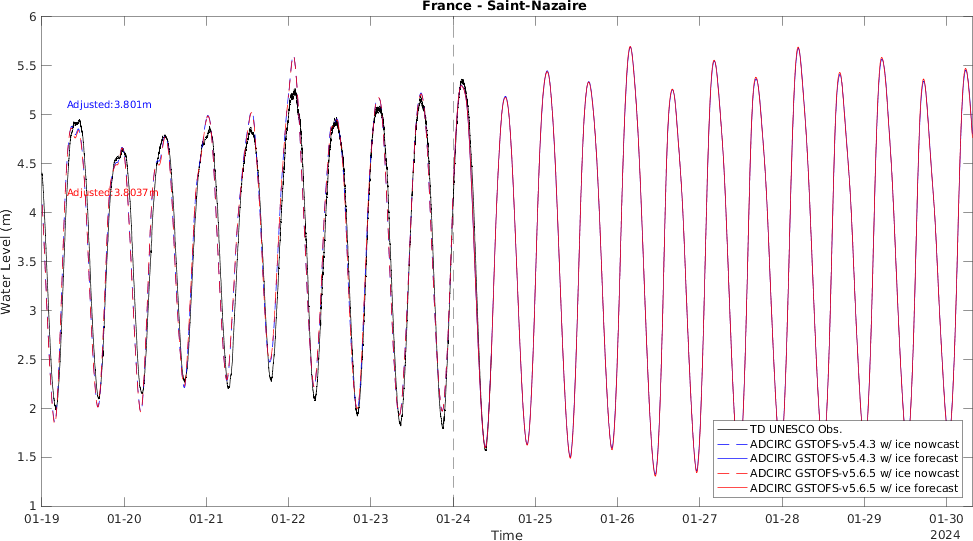 France - Saint-Nazaire
6
5.5
5
4.5
4
3.5
3
2.5
2
1.5
1
Water Level (m)
Adjusted:3.801m
Adjusted:3.8037m
TD UNESCO Obs.
ADCIRC GSTOFS-v5.4.3 w/ ice nowcast
ADCIRC GSTOFS-v5.4.3 w/ ice forecast
ADCIRC GSTOFS-v5.6.5 w/ ice nowcast
ADCIRC GSTOFS-v5.6.5 w/ ice forecast
01-19 01-20 01-21 01-22 01-23 01-24 01-25 01-26 01-27 01-28 01-29 01-30
Time
2024